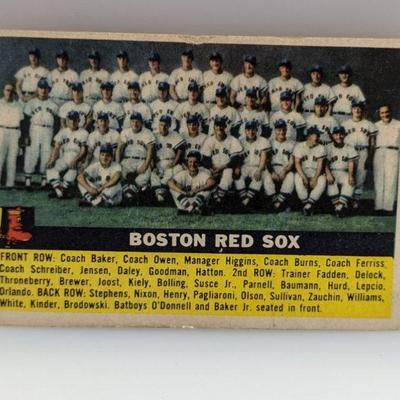 BOSTON RED SOX
FRONT ROW: Coach Baker, Coach Owen, Manager Higgins, Coach Burns, Coach Ferriss,
Coach Schreiber, Jensen, Daley, Goodman, Hatton. 2ND ROW: Trainer Fadden, Delock,
Throneberry, Brewer, Joost, Kiely, Bolling, Susce Jr., Parnell, Baumann, Hurd, Lepcio,
Orlando. BACK ROW: Stephens, Nixon, Henry, Pagliaroni, Olson, Sullivan, Zauchin, Williams,
White, Kinder, Brodowski. Batboys O'Donnell and Baker Jr. seated in front.